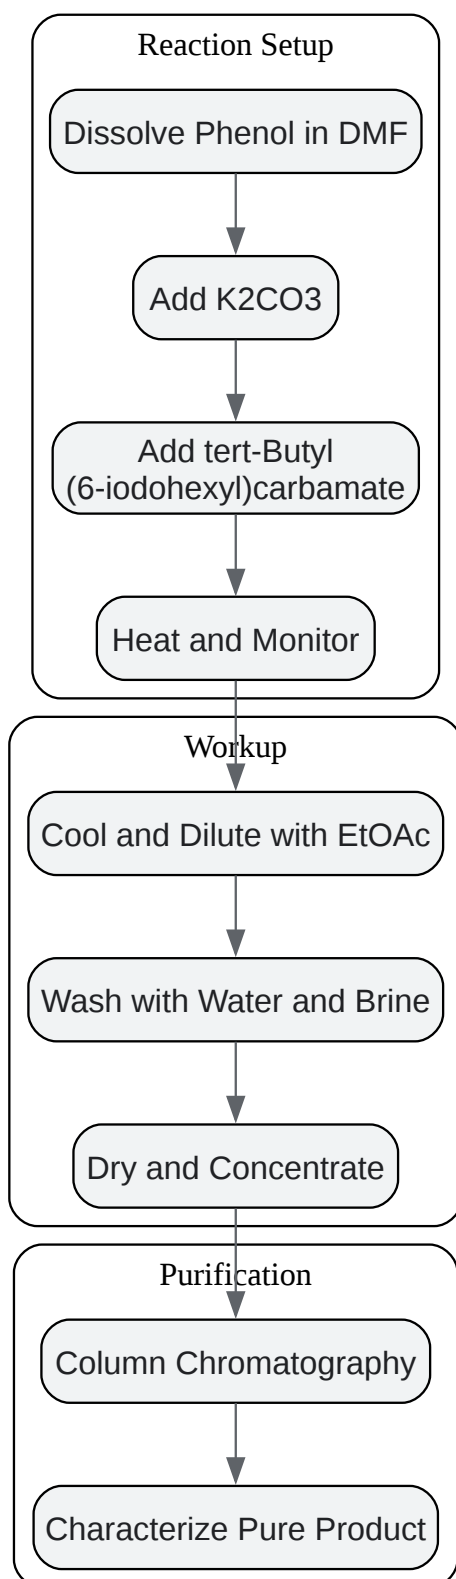 Reaction Setup
Dissolve Phenol in DMF
Add K2CO3
Add tert-Butyl
(6-iodohexyl)carbamate
Heat and Monitor
Workup
Cool and Dilute with EtOAc
Wash with Water and Brine
Dry and Concentrate
Purification
Column Chromatography
Characterize Pure Product